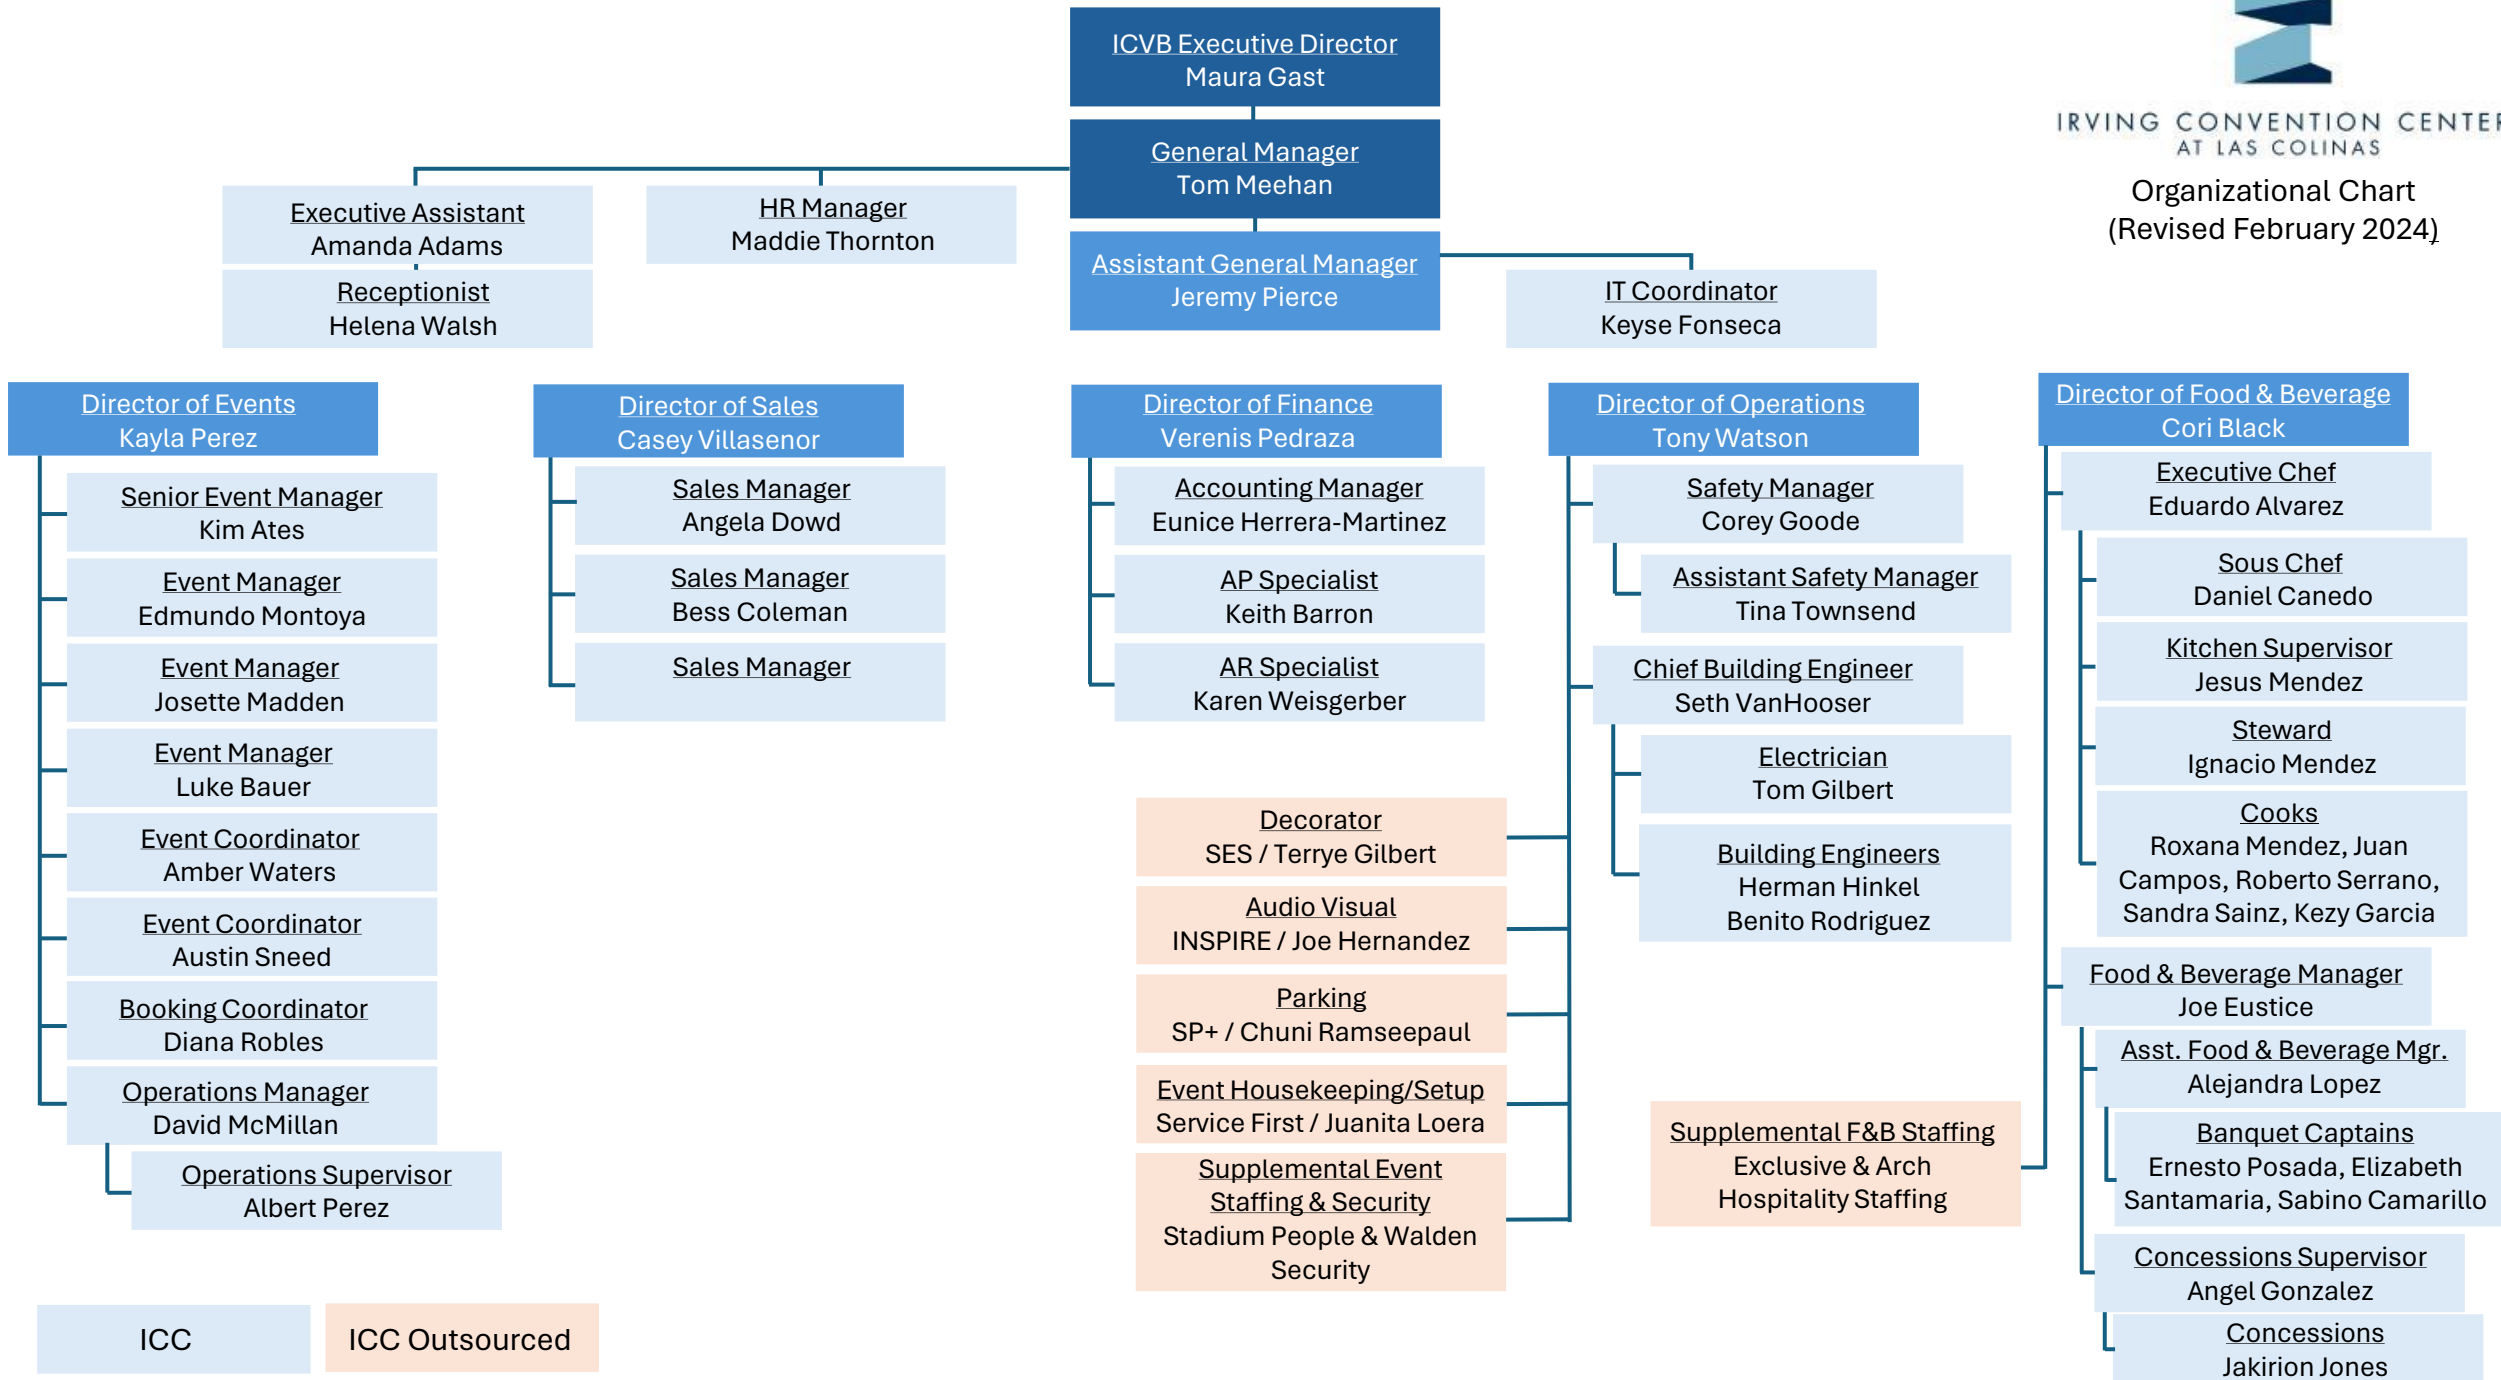 ICVB Executive Director
Maura Gast
IRVING CONVENTION CENTER
AT LAS COLINAS
Organizational Chart
(Revised February 2024)
General Manager
Tom Meehan
Executive Assistant
Amanda Adams
HR Manager
Maddie Thornton
Receptionist
Helena Walsh
Assistant General Manager
Jeremy Pierce
IT Coordinator
Keyse Fonseca
Director of Events
Kayla Perez
Senior Event Manager
Kim Ates
Event Manager
Edmundo Montoya
Event Manager
Josette Madden
Event Manager
Luke Bauer
Event Coordinator
Amber Waters
Event Coordinator
Austin Sneed
Booking Coordinator
Diana Robles
Operations Manager
David McMillan
Operations Supervisor
Albert Perez
Director of Sales
Casey Villasenor
Sales Manager
Angela Dowd
Sales Manager
Bess Coleman
Sales Manager
Director of Finance
Verenis Pedraza
Accounting Manager
Eunice Herrera-Martinez
AP Specialist
Keith Barron
AR Specialist
Karen Weisgerber
Director of Operations
Tony Watson
Safety Manager
Corey Goode
Assistant Safety Manager
Tina Townsend
Chief Building Engineer
Seth VanHooser
Electrician
Tom Gilbert
Building Engineers
Herman Hinkel
Benito Rodriguez
Decorator
SES / Terrye Gilbert
Audio Visual
INSPIRE / Joe Hernandez
Parking
SP+ / Chuni Ramseepaul
Event Housekeeping/Setup
Service First / Juanita Loera
Supplemental Event
Staffing & Security
Stadium People & Walden
Security
Director of Food & Beverage
Cori Black
Executive Chef
Eduardo Alvarez
Sous Chef
Daniel Canedo
Kitchen Supervisor
Jesus Mendez
Steward
Ignacio Mendez
Cooks
Roxana Mendez, Juan
Campos, Roberto Serrano,
Sandra Sainz, Kezy Garcia
Food & Beverage Manager
Joe Eustice
Asst. Food & Beverage Mgr.
Alejandra Lopez
Banquet Captains
Ernesto Posada, Elizabeth
Santamaria, Sabino Camarillo
Concessions Supervisor
Angel Gonzalez
Concessions
Jakirion Jones
Supplemental F&B Staffing
Exclusive & Arch
Hospitality Staffing
ICC
ICC Outsourced